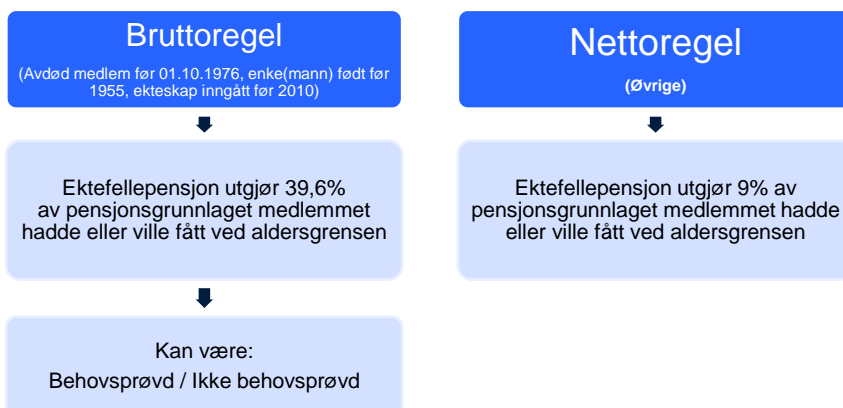 Bruttoregel
(Avdød medlem før 01.10.1976, enke(mann) født før
1955, ekteskap inngått før 2010)
Ektefellepensjon utgjør 39,6%
av pensjonsgrunnlaget medlemmet
hadde eller ville fått ved aldersgrensen
Kan være:
Behovsprøvd / Ikke behovsprøvd
Nettoregel
(Øvrige)
Ektefellepensjon utgjør 9% av
pensjonsgrunnlaget medlemmet hadde
eller ville fått ved aldersgrensen